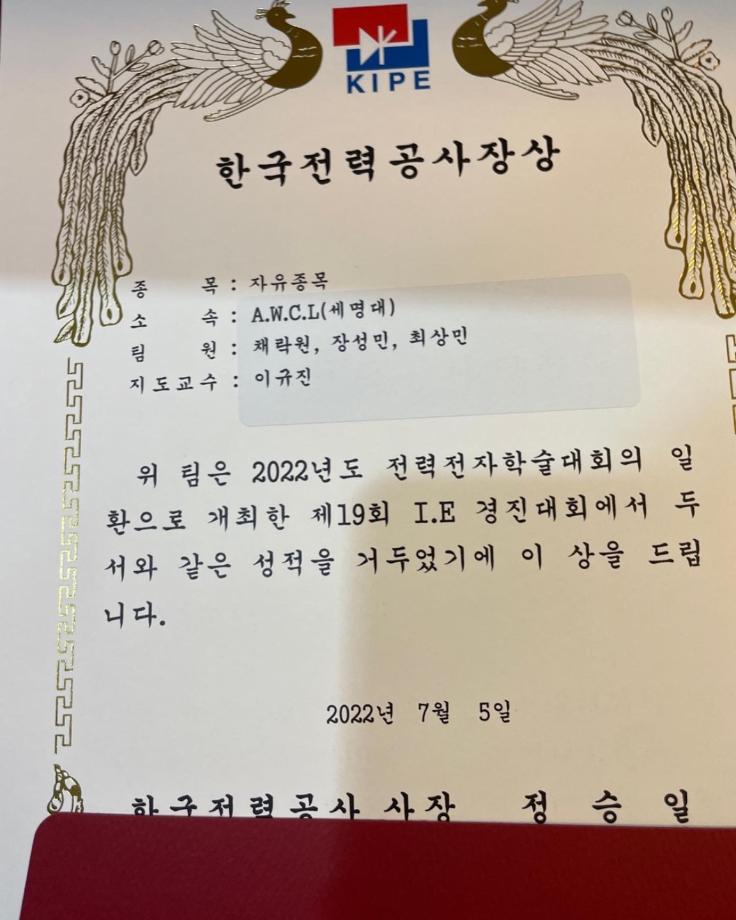 KIPE
한국전력공사장상
종 목 : 자유종목
소 속 : A.W.C.L(세명대)
팀 원 : 채락원, 장성민, 최상민
지도교수 : 이규진
위 팀은 2022년도 전력전자학술대회의 일
환으로 개최한 제19회 I.E 경진대회에서 두
서와 같은 성적을 거두었기에 이 상을 드립
니다.
2022년 7월 5일
한국전력공사 사장 정 승 일